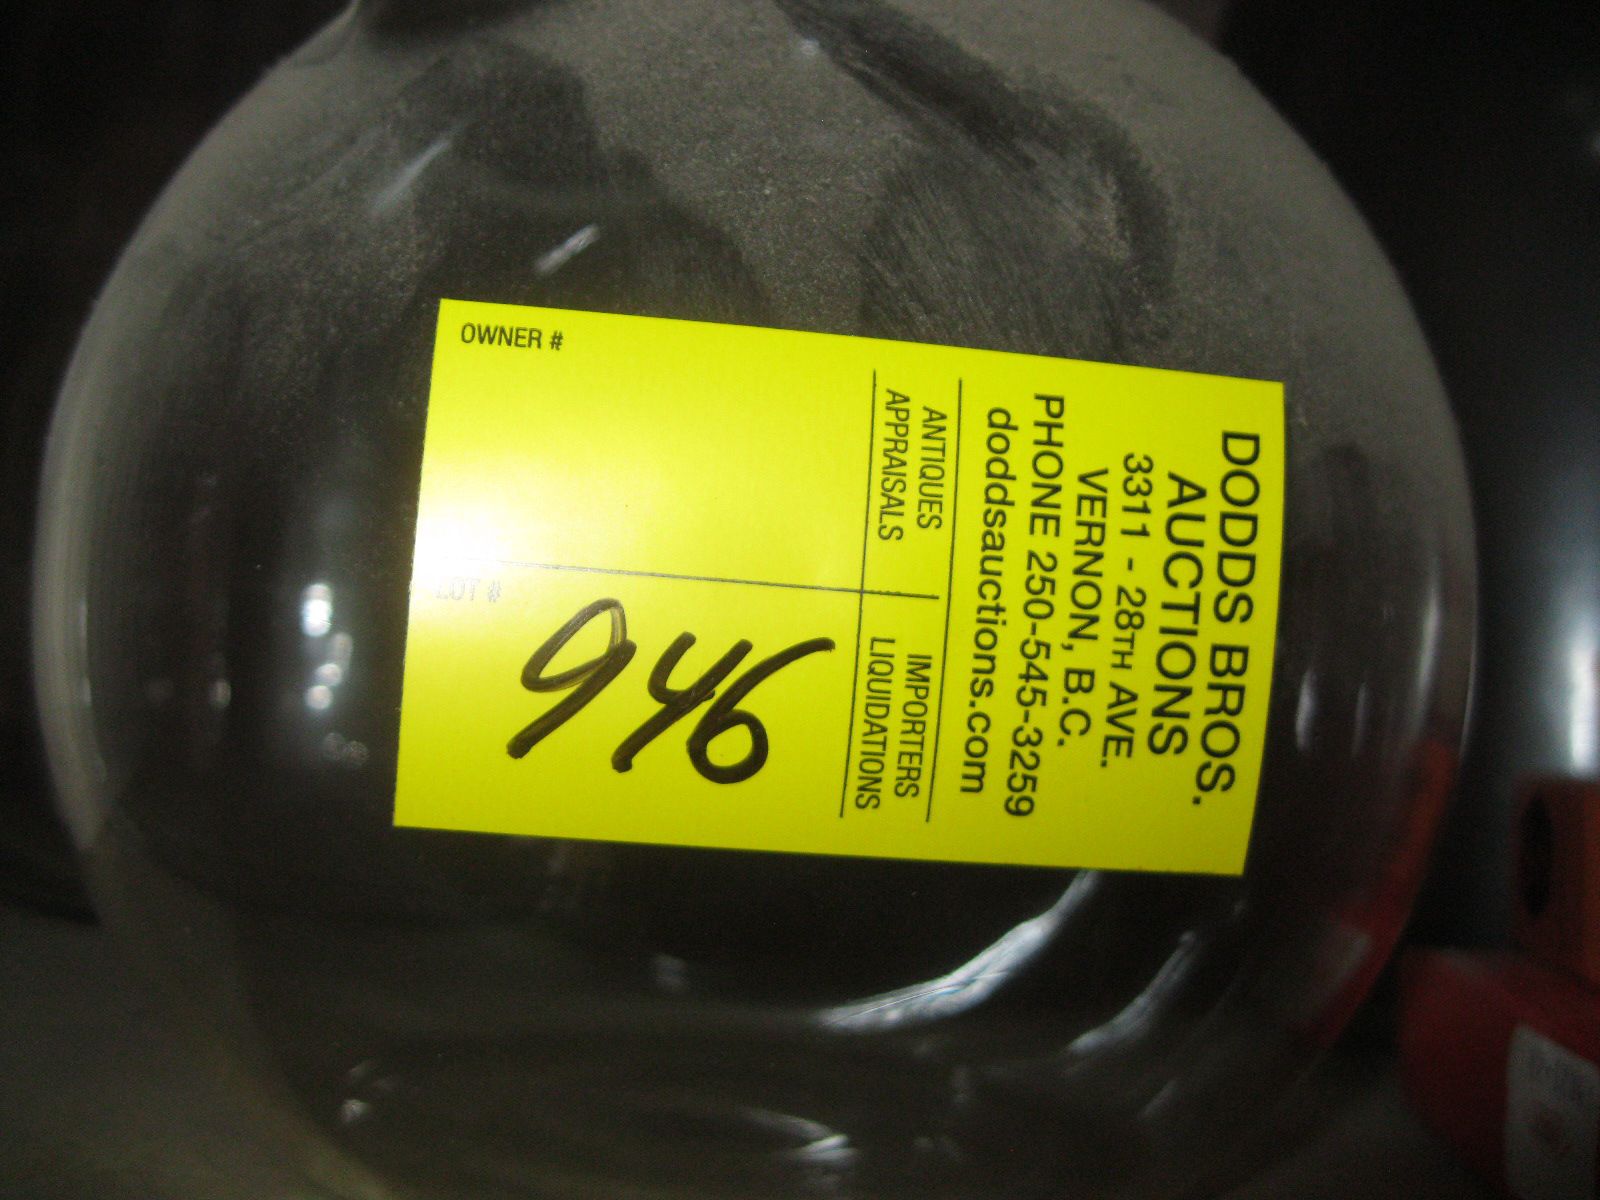 DODDS BROS.
AUCTIONS
3311 - 28TH AVE.
VERNON, B.C.
PHONE 250-545-3259
doddsauctions.com
ANTIQUES
APPRAISALS
IMPORTERS
LIQUIDATIONS
OWNER #
LOT #
946